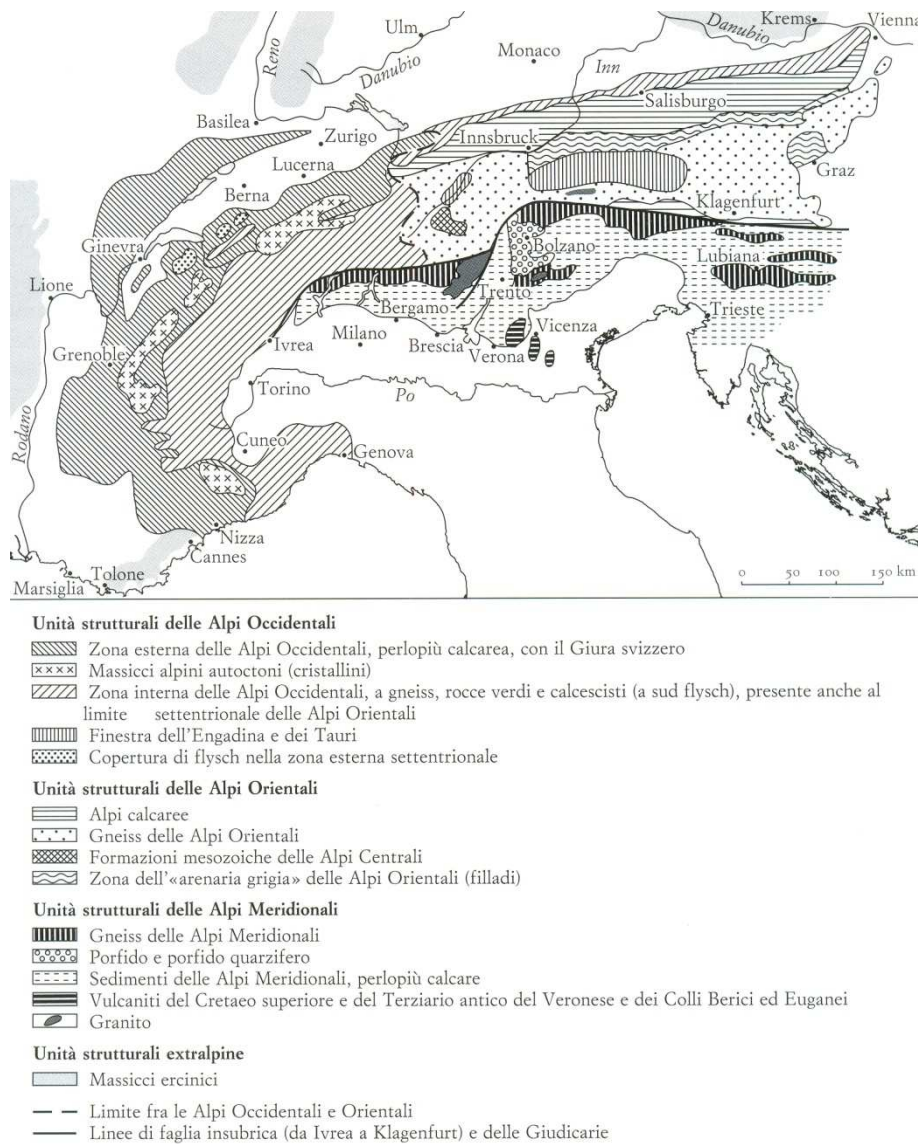 Krems
Danubio
Vienna
Ulm
Reno
Danubio
Monaco
Inn
Salisburgo
Basilea
Zurigo
Innsbruck
Lucerna
Graz
Berna
Klagenfurt
Ginevra
Bolzano
Lubiana
Lione
Trento
Bergamo
Trieste
Milano
Vicenza
Grenoble
Ivrea
Brescia
Verona
Torino
Po
Rodano
Cuneo
Genova
Nizza
Cannes
Tolone
Marsiglia
0 50 100 150 km
Unità strutturali delle Alpi Occidentali
Zona esterna delle Alpi Occidentali, perlopiù calcarea, con il Giura svizzero
Massicci alpini autoctoni (cristallini)
Zona interna delle Alpi Occidentali, a gneiss, rocce verdi e calcescisti (a sud flysch), presente anche al
limite settentrionale delle Alpi Orientali
Finestra dell'Engadina e dei Tauri
Copertura di flysch nella zona esterna settentrionale
Unità strutturali delle Alpi Orientali
Alpi calcaree
Gneiss delle Alpi Orientali
Formazioni mesozoiche delle Alpi Centrali
Zona dell'«arenaria grigia» delle Alpi Orientali (filladi)
Unità strutturali delle Alpi Meridionali
Gneiss delle Alpi Meridionali
Porfido e porfido quarzifero
Sedimenti delle Alpi Meridionali, perlopiù calcare
Vulcaniti del Cretaeo superiore e del Terziario antico del Veronese e dei Colli Berici ed Euganei
Granito
Unità strutturali extralpine
Massicci ercinici
Limite fra le Alpi Occidentali e Orientali
Linee di faglia insubrica (da Ivrea a Klagenfurt) e delle Giudicarie